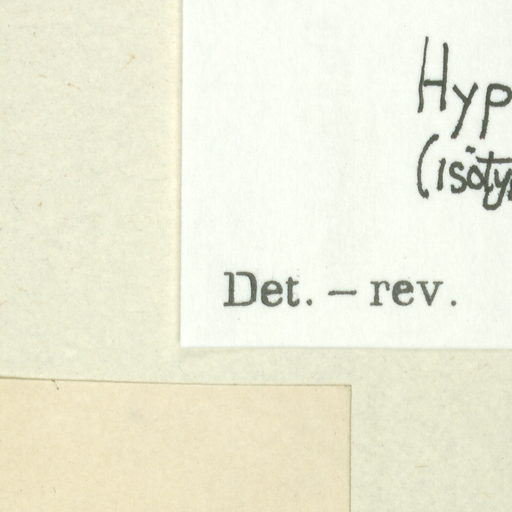 Hyp
(isoty
Det. – rev.